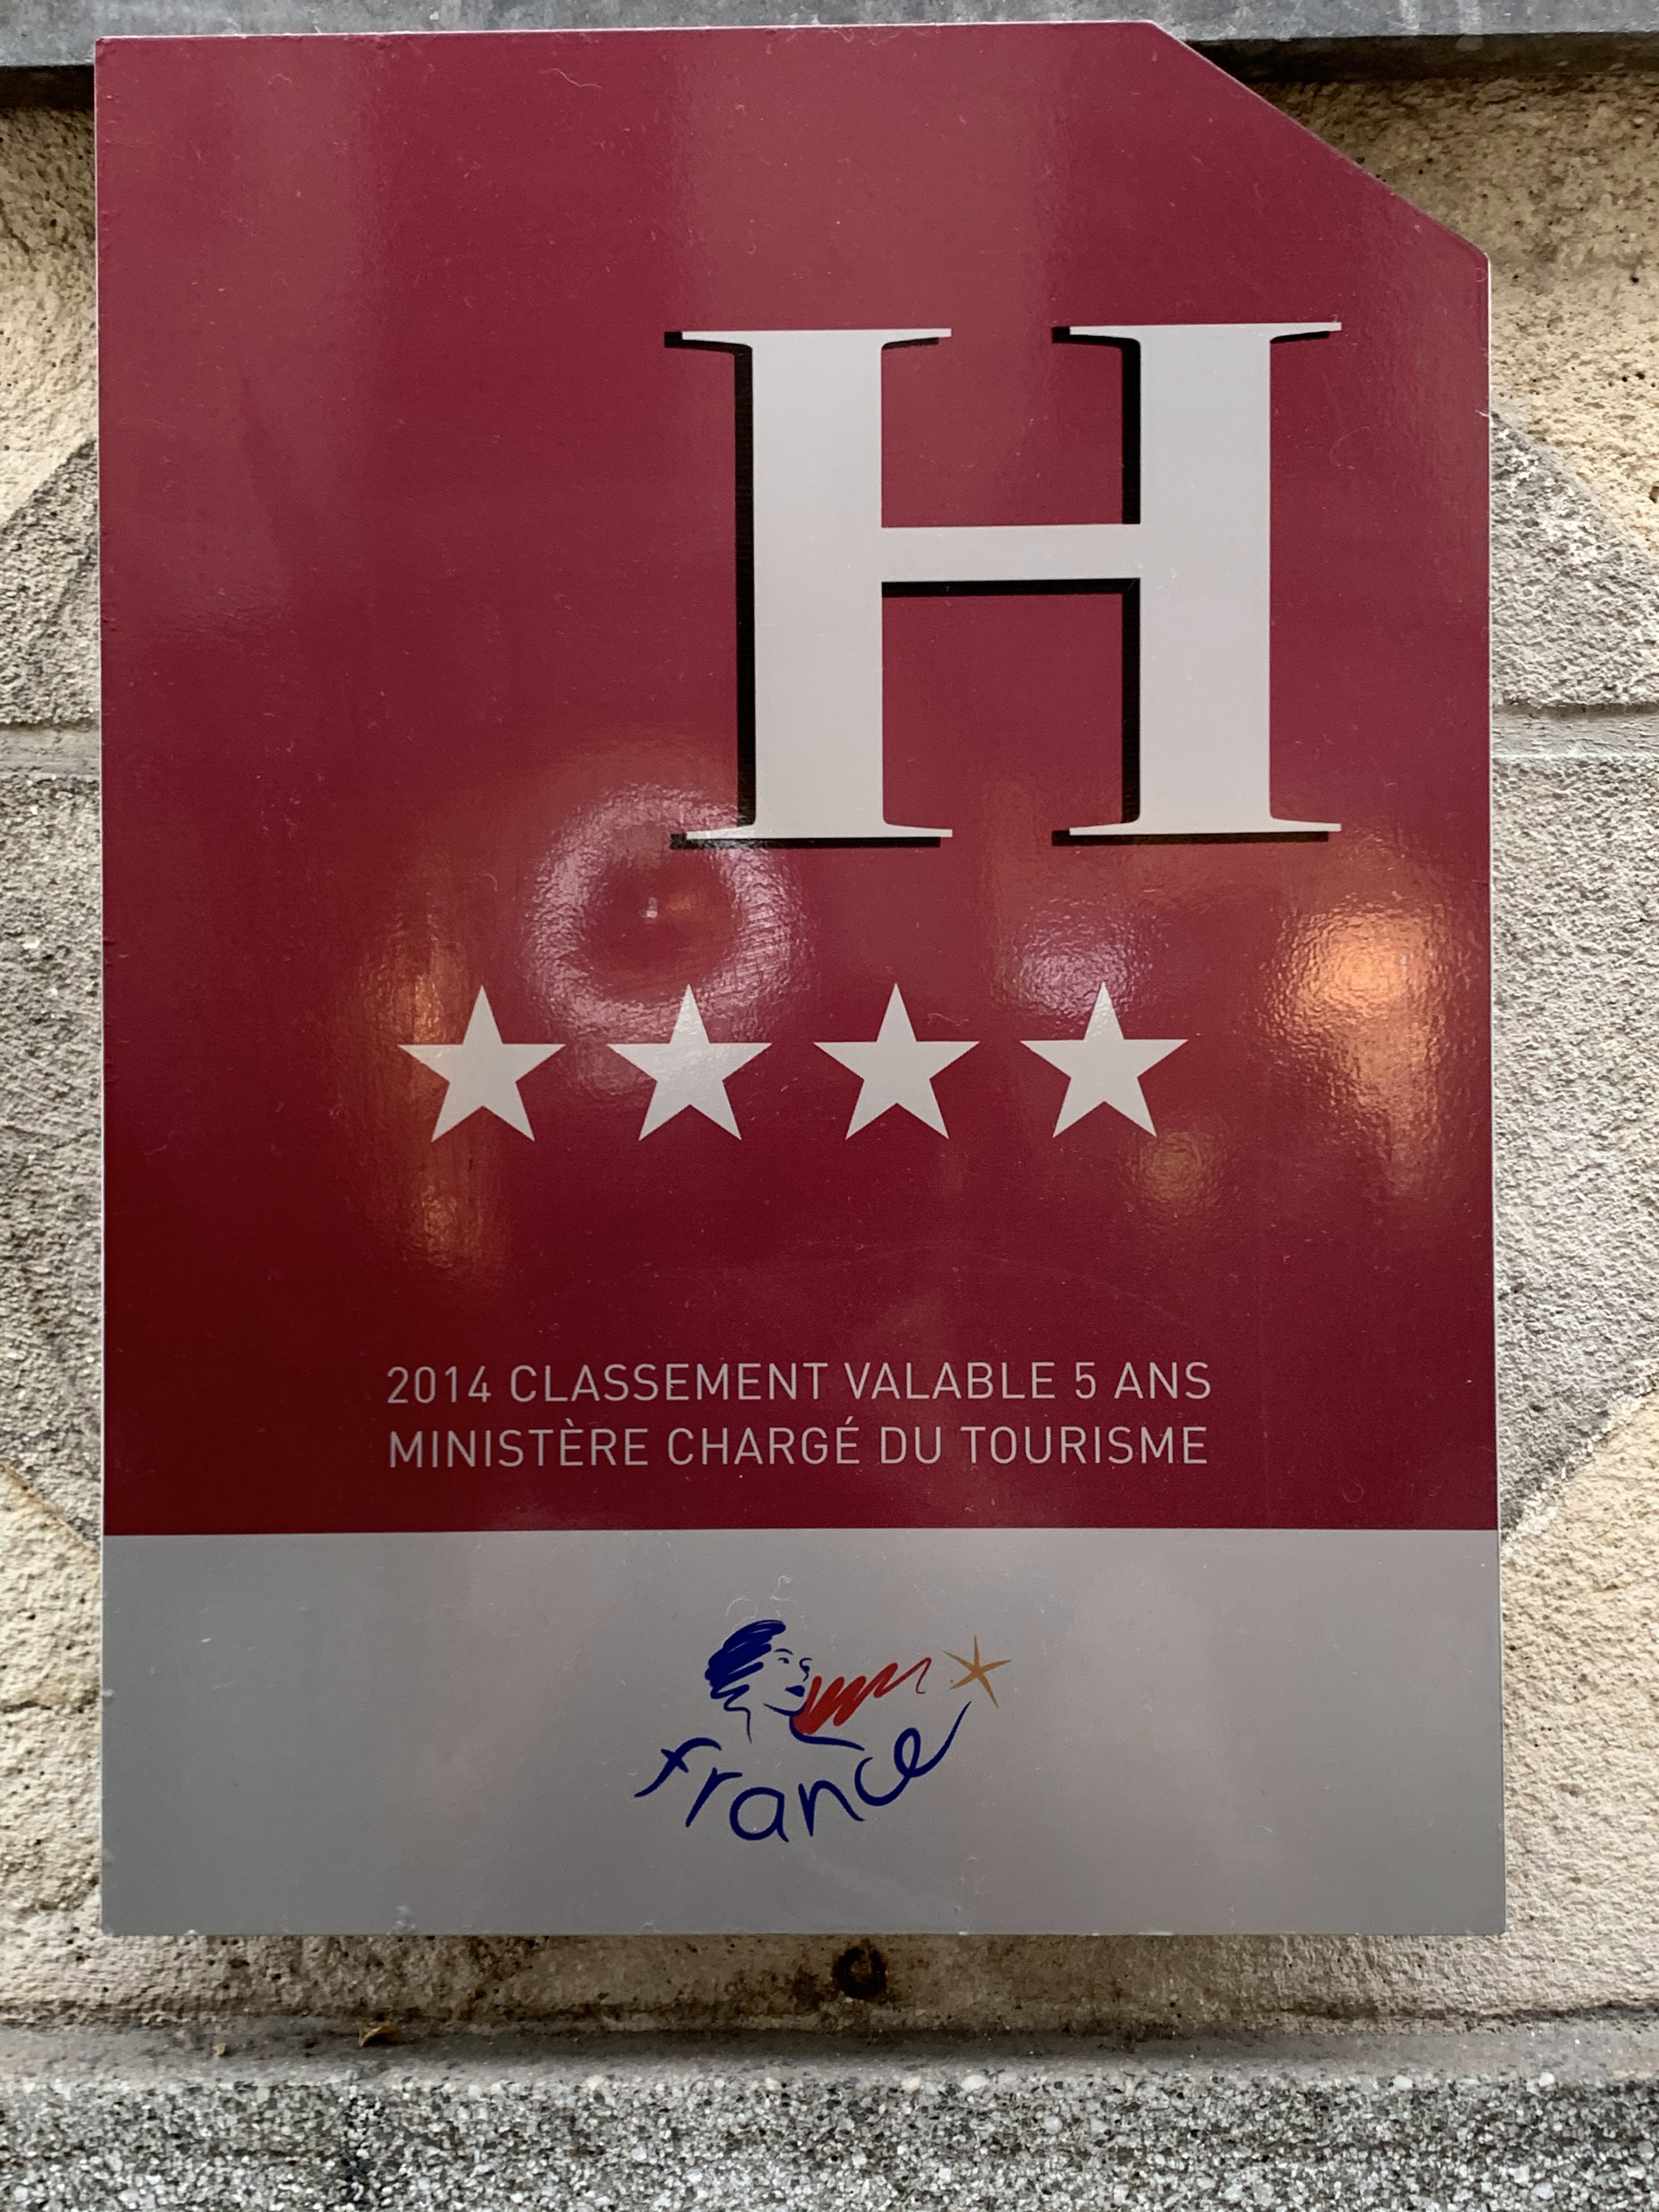 H
2014 CLASSEMENT VALABLE 5 ANS
MINISTÈRE CHARGÉ DU TOURISME
france